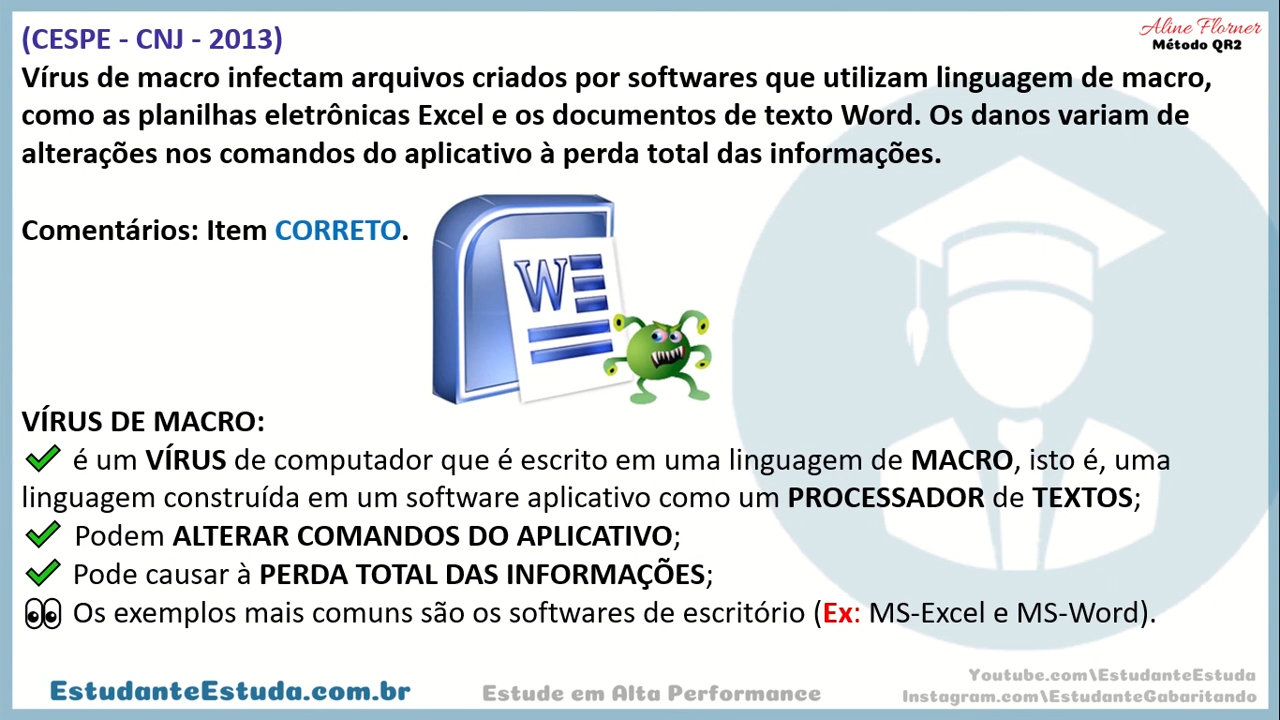 (CESPE - CNJ - 2013)
Aline Florner
Método QR2
Vírus de macro infectam arquivos criados por softwares que utilizam linguagem de macro,
como as planilhas eletrônicas Excel e os documentos de texto Word. Os danos variam de
alterações nos comandos do aplicativo à perda total das informações.
Comentários: Item CORRETO.
W
VÍRUS DE MACRO:
é um VÍRUS de computador que é escrito em uma linguagem de MACRO, isto é, uma
linguagem construída em um software aplicativo como um PROCESSADOR de TEXTOS;
Podem ALTERAR COMANDOS DO APLICATIVO;
Pode causar à PERDA TOTAL DAS INFORMAÇÕES;
Os exemplos mais comuns são os softwares de escritório (Ex: MS-Excel e MS-Word).
EstudanteEstuda.com.br
Estude em Alta Performance
Youtube.com\EstudanteEstuda
Instagram.com\EstudanteGabaritando